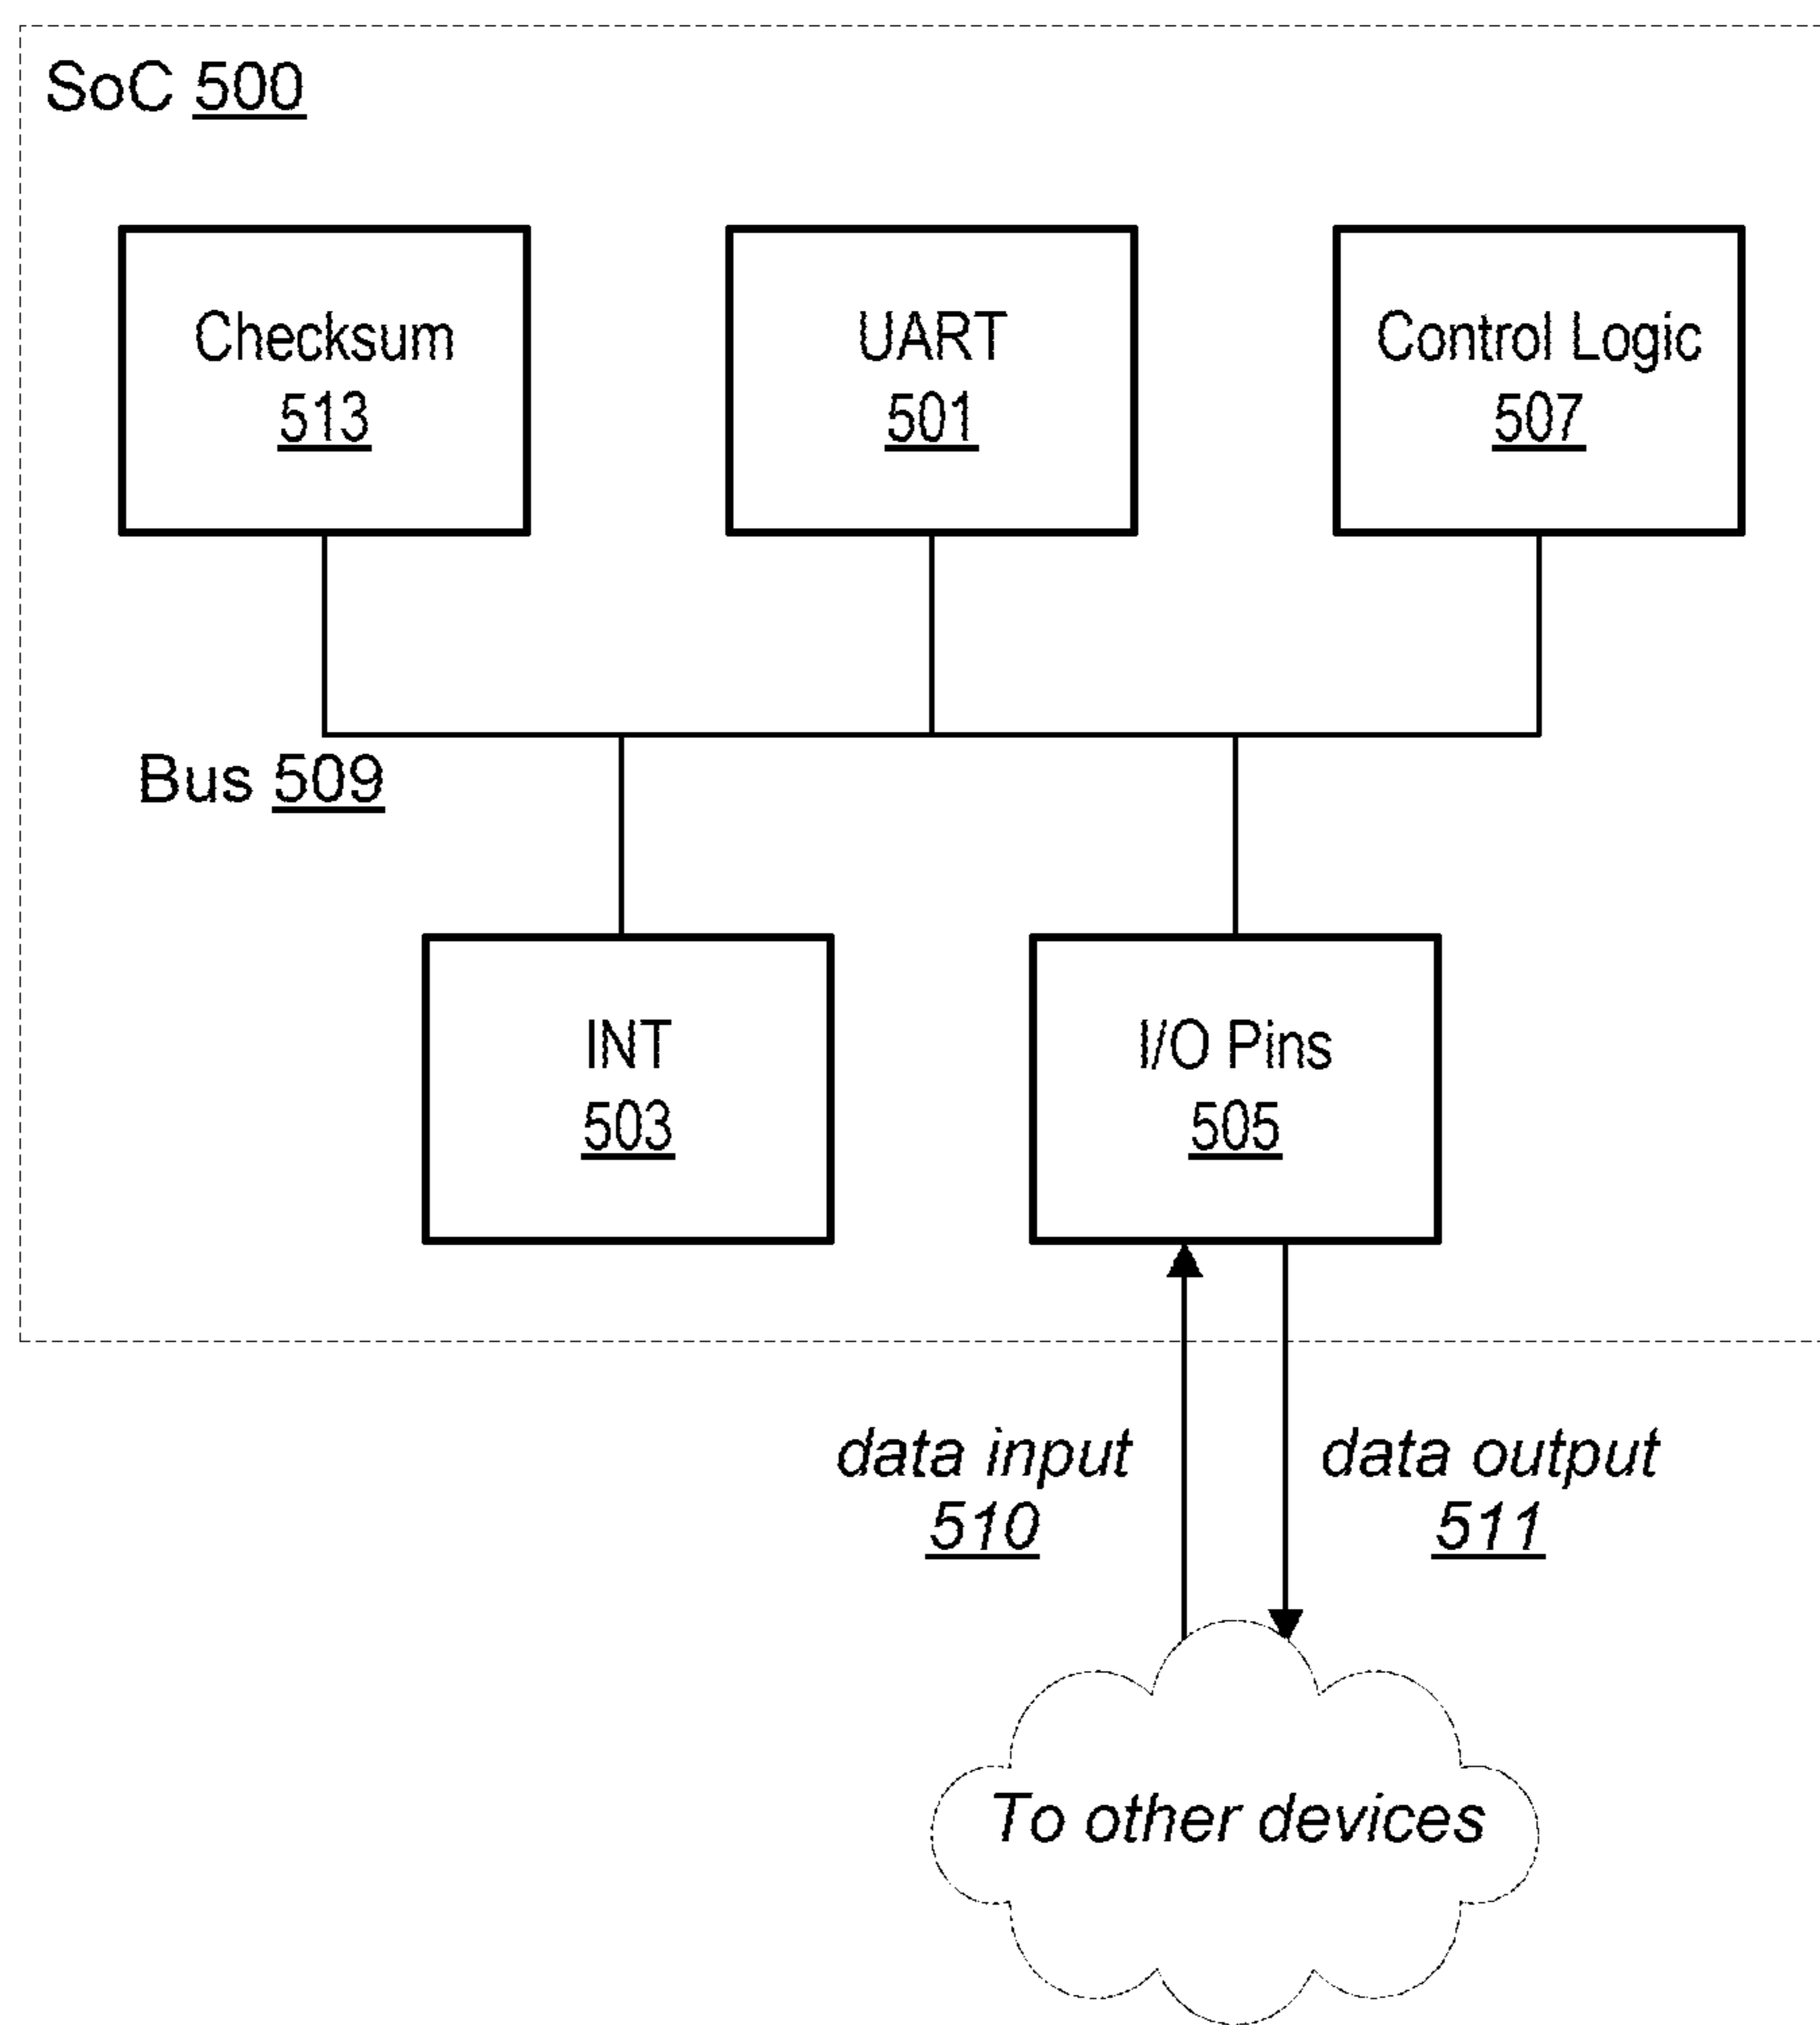 SoC 500
Checksum
513
UART
501
Control Logic
507
Bus 509
INT
503
I/O Pins
505
data input
510
data output
511
To other devices